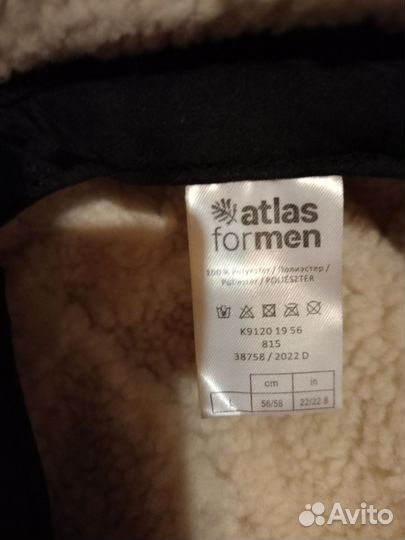 atlas
formen
100 % Polyester / Полиэстер /
Poliester / POLIÉSZTER
K9120 19 56
815
38758 / 2022 D
cm in
L 56/58 22/22 8
Avito